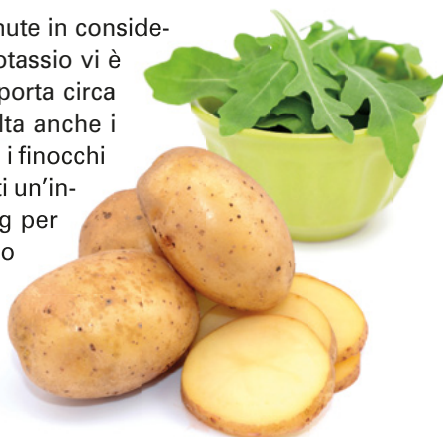 nute in conside-
otassio vi è
porta circa
lta anche i
i finocchi
ti un'in-
g per
o